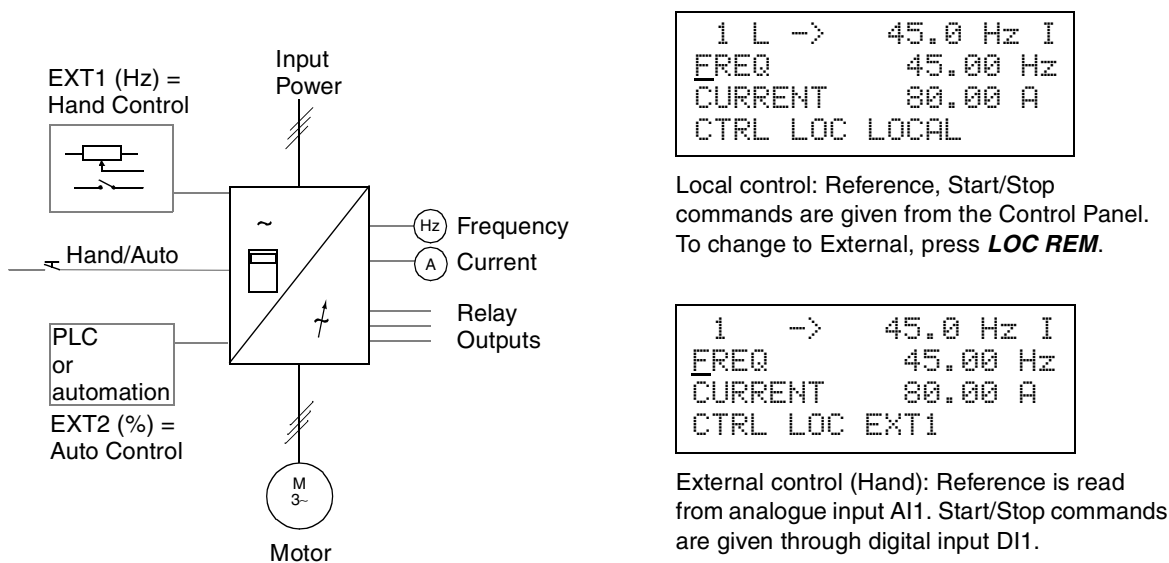 EXT1 (Hz) =
Hand Control
Input
Power
~
Hand/Auto
Hz Frequency
A Current
Relay
Outputs
~
PLC
or
automation
EXT2 (%) =
Auto Control
M
3~
Motor
1 L -> 45.0 Hz I
FREQ 45.00 Hz
CURRENT 80.00 A
CTRL LOC LOCAL
Local control: Reference, Start/Stop
commands are given from the Control Panel.
To change to External, press LOC REM.
1 -> 45.0 Hz I
FREQ 45.00 Hz
CURRENT 80.00 A
CTRL LOC EXT1
External control (Hand): Reference is read
from analogue input AI1. Start/Stop commands
are given through digital input DI1.